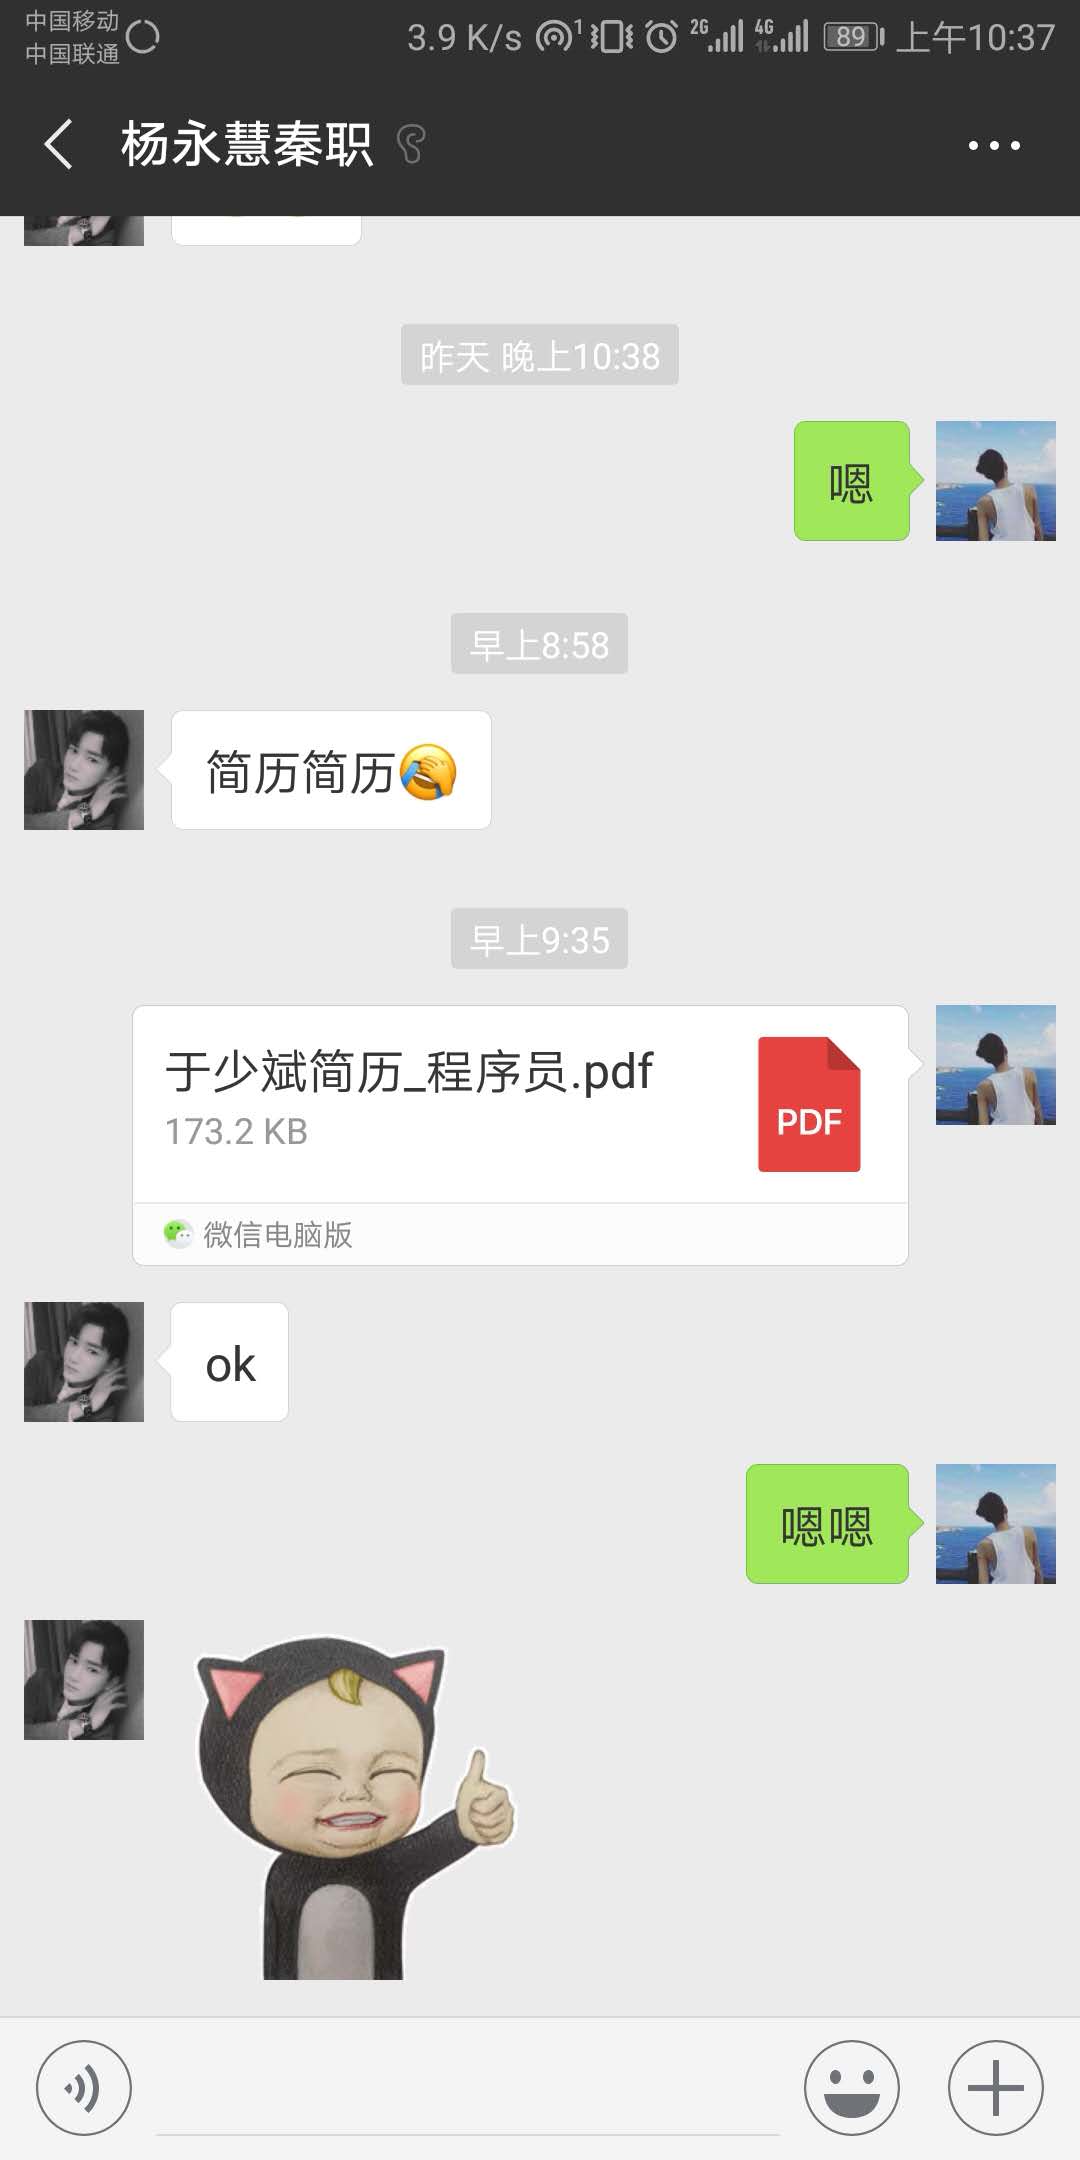 中国移动
中国联通
3.9 K/s
1
2G
4G
89
上午10:37
杨永慧秦职
昨天 晚上10:38
嗯
早上8:58
简历简历🤦
早上9:35
于少斌简历_程序员.pdf
173.2 KB
PDF
微信电脑版
ok
嗯嗯